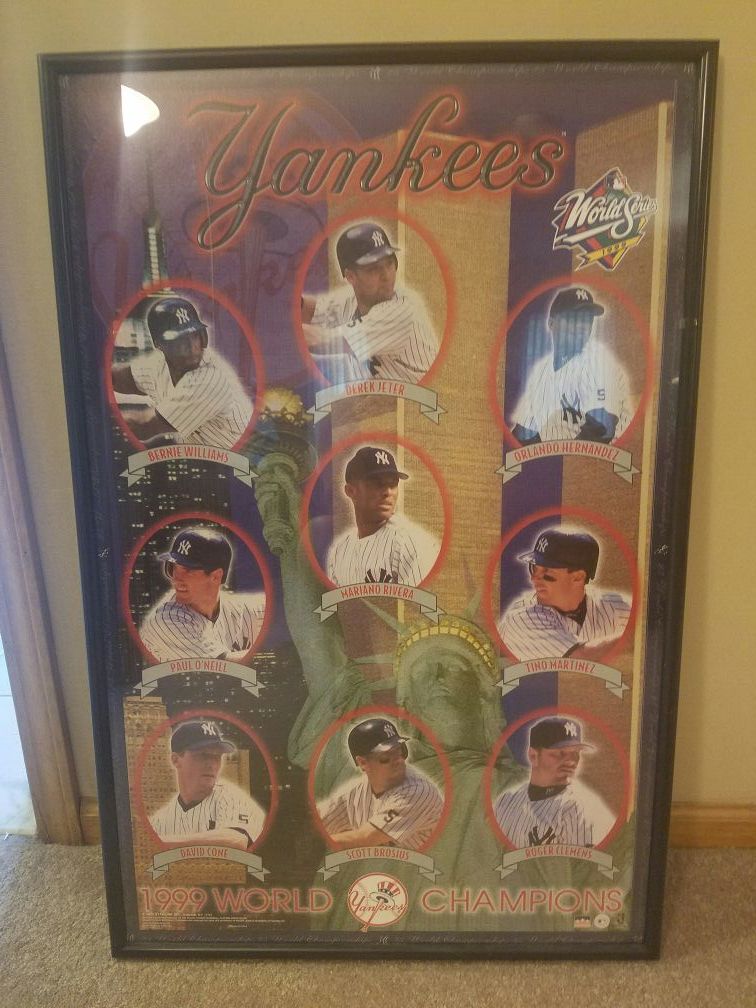 Yankees
World Series
1999
DEREK JETER
BERNIE WILLIAMS
ORLANDO HERNANDEZ
MARIANO RIVERA
PAUL O'NEILL
TINO MARTINEZ
DAVID CONE
SCOTT BROSIUS
ROGER CLEMENS
1999 WORLD Yankees CHAMPIONS